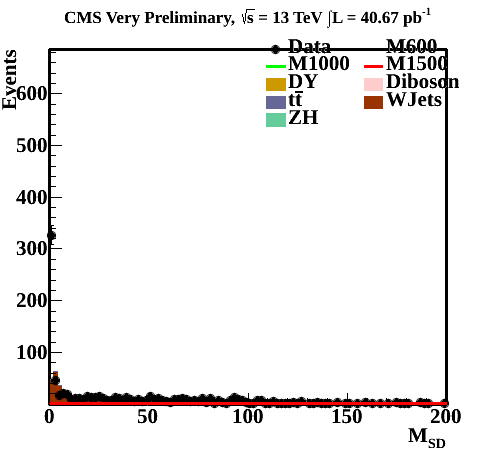 CMS Very Preliminary, √s = 13 TeV ∫L = 40.67 pb⁻¹
Events
Data M600
M1000 M1500
DY Diboson
tt̄ WJets
ZH
600
500
400
300
200
100
0 50 100 150 200
M_SD